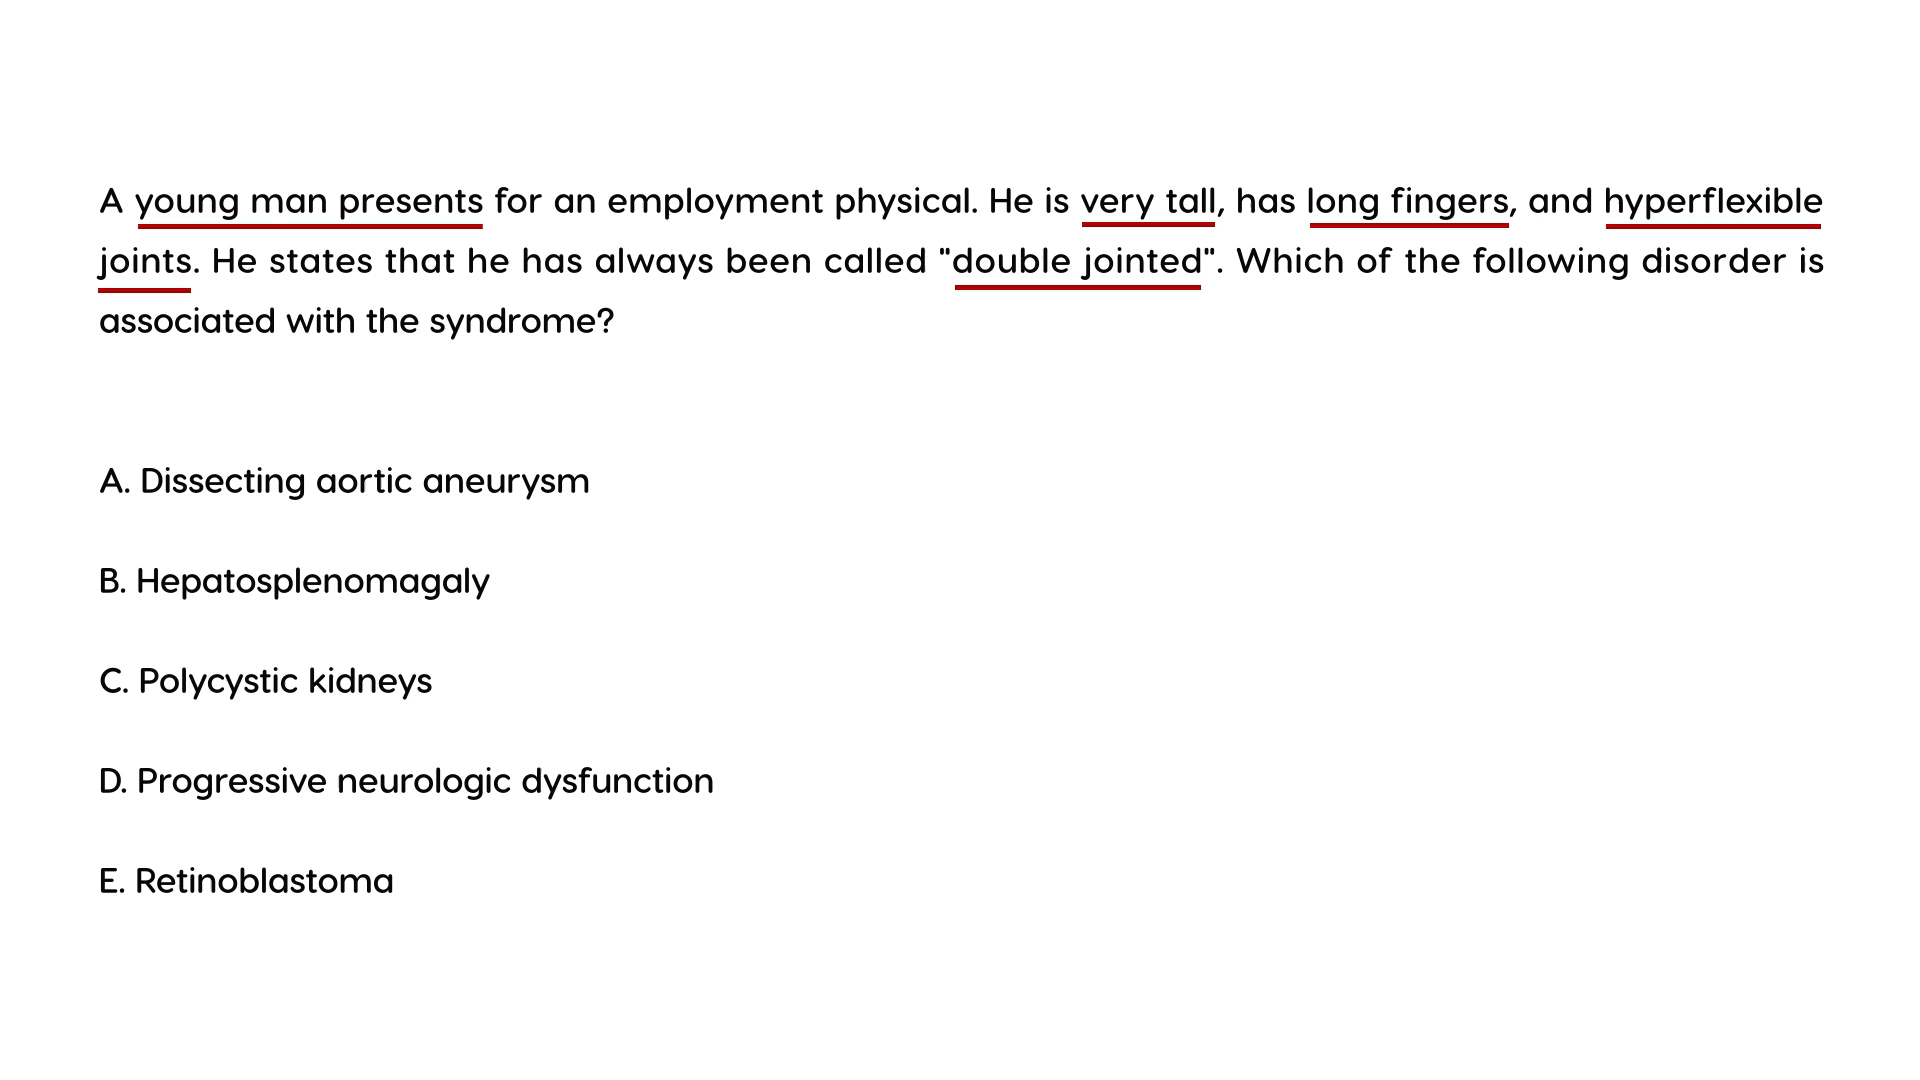 A young man presents for an employment physical. He is very tall, has long fingers, and hyperflexible
joints. He states that he has always been called "double jointed". Which of the following disorder is
associated with the syndrome?
A. Dissecting aortic aneurysm
B. Hepatosplenomagaly
C. Polycystic kidneys
D. Progressive neurologic dysfunction
E. Retinoblastoma